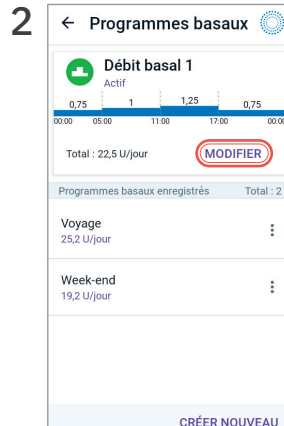 2
← Programmes basaux
Débit basal 1
Actif
0,75 1 1,25 0,75
00:00 05:00 11:00 17:00 00:00
Total : 22,5 U/jour MODIFIER
Programmes basaux enregistrés Total : 2
Voyage
25,2 U/jour
Week-end
19,2 U/jour
CRÉER NOUVEAU